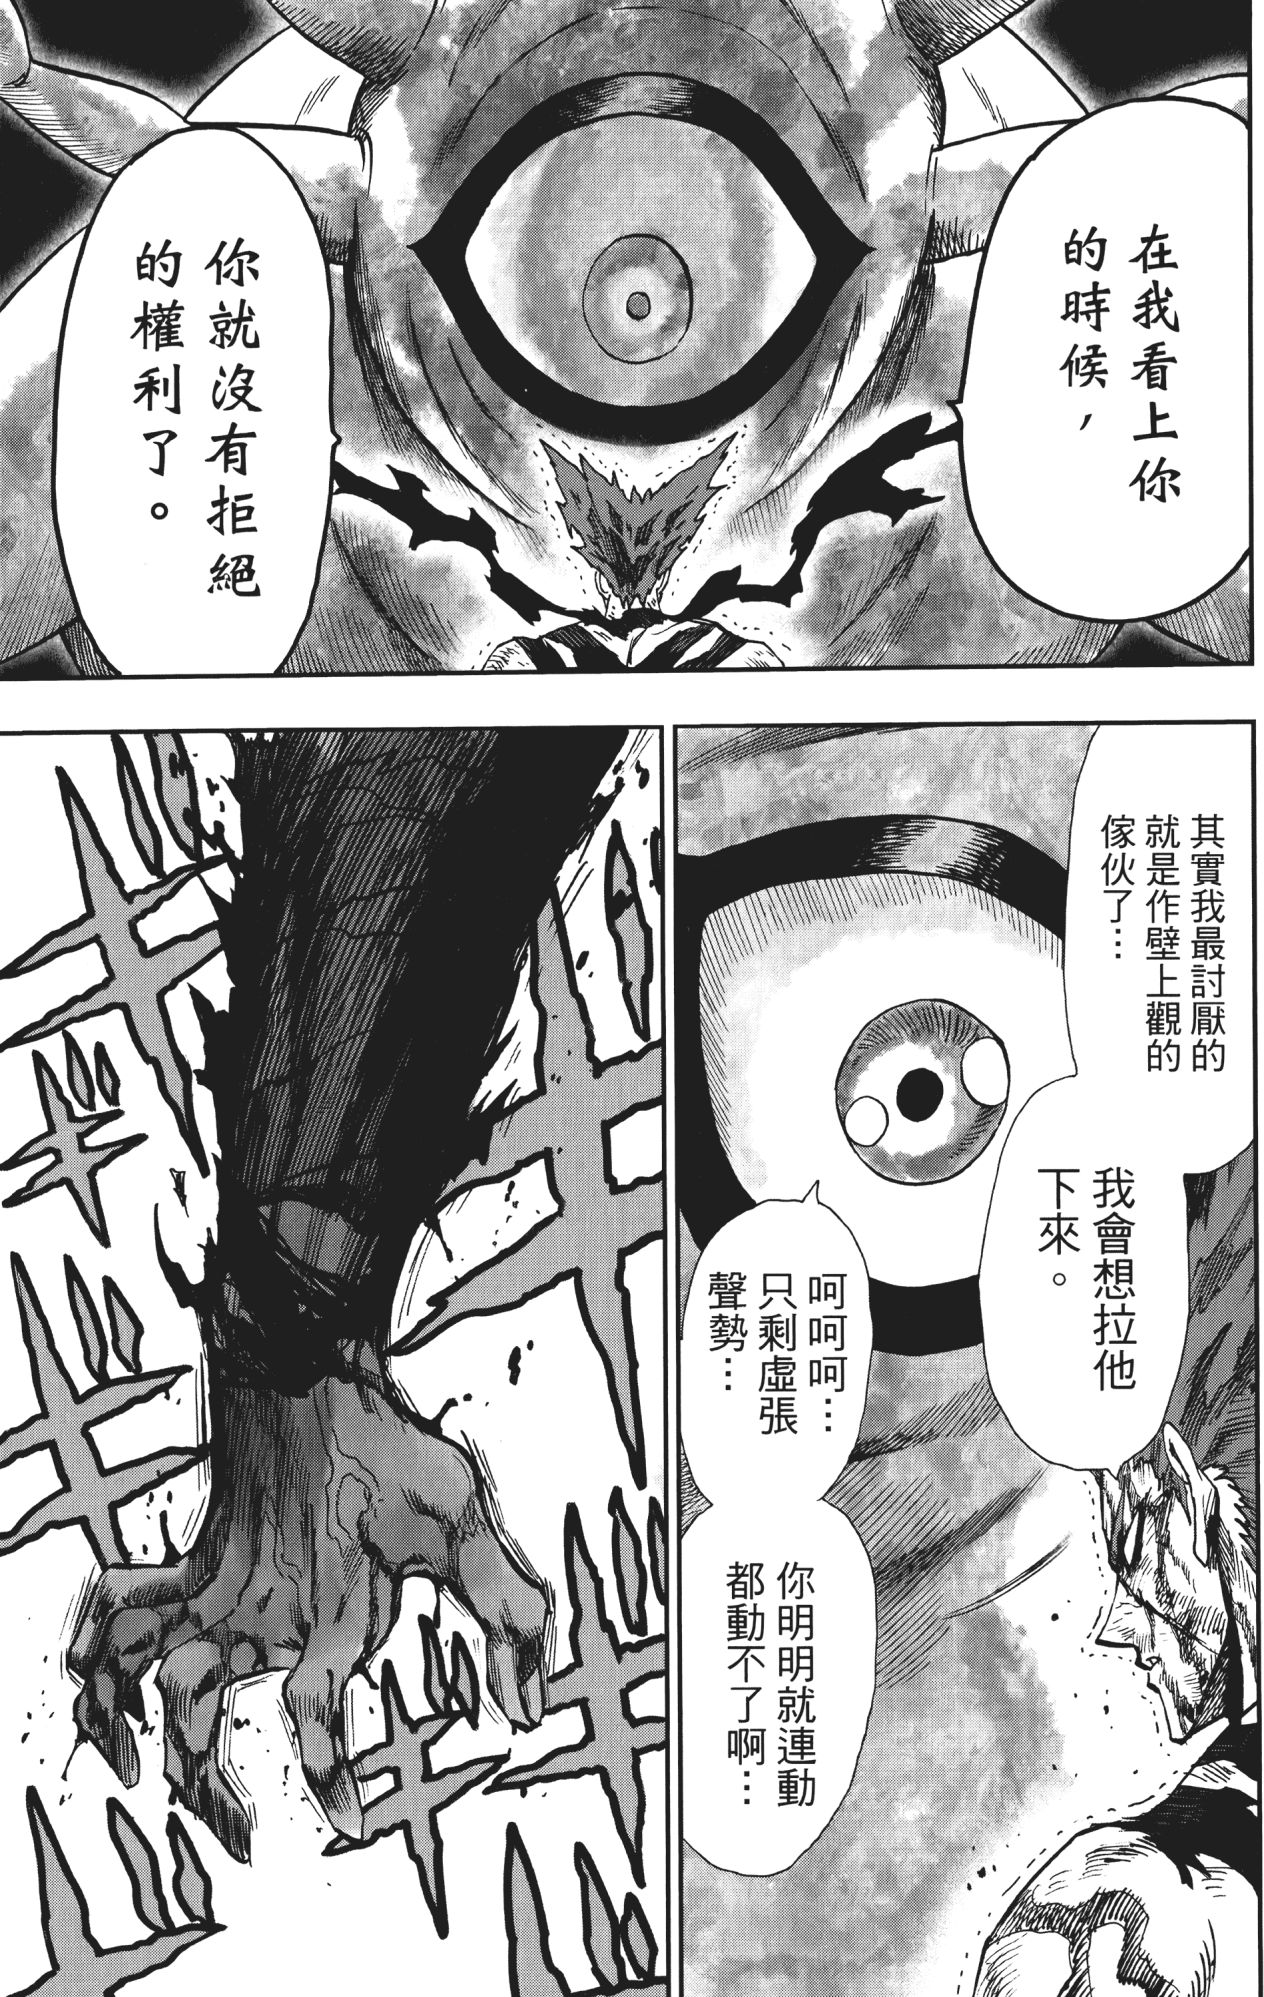 在我看上你
的時候，
你就沒有拒絕
的權利了。
其實我最討厭的
就是作壁上觀的
傢伙了…
我會想拉他
下來。
呵呵呵…
只剩虛張
聲勢…
你明明就連動
都動不了啊…